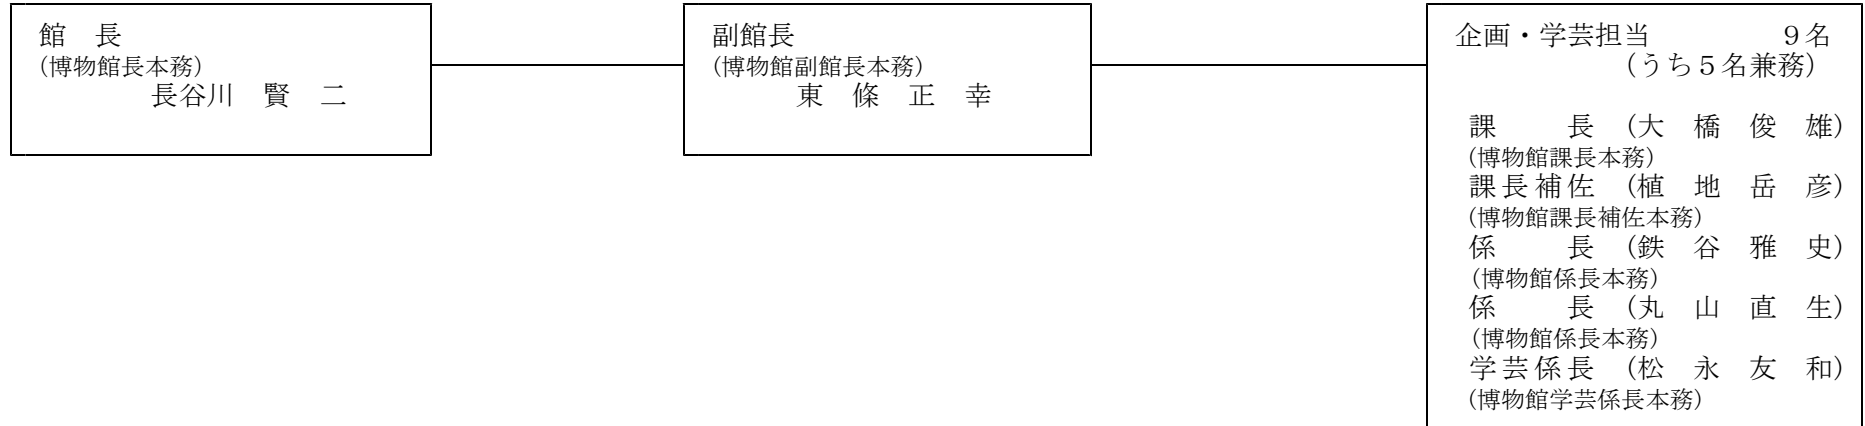 館　長
(博物館長本務)
長谷川　賢　二
副館長
(博物館副館長本務)
東　條　正　幸
企画・学芸担当　　　　９名
(うち５名兼務)
課　　長　(大　橋　俊　雄)
(博物館課長本務)
課長補佐　(植　地　岳　彦)
(博物館課長補佐本務)
係　　長　(鉄　谷　雅　史)
(博物館係長本務)
係　　長　(丸　山　直　生)
(博物館係長本務)
学芸係長　(松　永　友　和)
(博物館学芸係長本務)